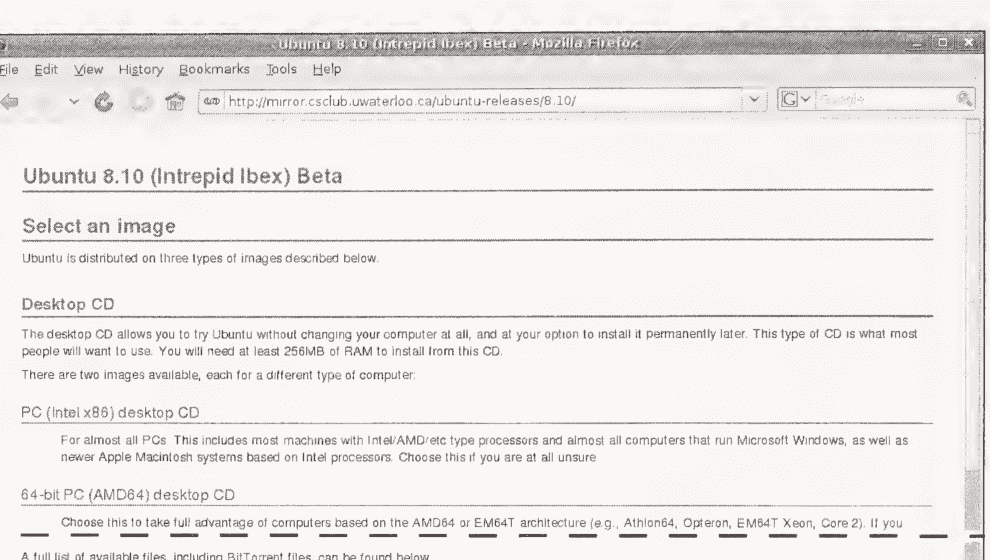 Ubuntu 8.10 (Intrepid Ibex) Beta - Mozilla Firefox
File Edit View History Bookmarks Tools Help
http://mirror.csclub.uwaterloo.ca/ubuntu-releases/8.10/
G Google
Ubuntu 8.10 (Intrepid Ibex) Beta
Select an image
Ubuntu is distributed on three types of images described below.
Desktop CD
The desktop CD allows you to try Ubuntu without changing your computer at all, and at your option to install it permanently later. This type of CD is what most
people will want to use. You will need at least 256MB of RAM to install from this CD.
There are two images available, each for a different type of computer:
PC (Intel x86) desktop CD
For almost all PCs. This includes most machines with Intel/AMD/etc type processors and almost all computers that run Microsoft Windows, as well as
newer Apple Macintosh systems based on Intel processors. Choose this if you are at all unsure
64-bit PC (AMD64) desktop CD
Choose this to take full advantage of computers based on the AMD64 or EM64T architecture (e.g., Athlon64, Opteron, EM64T Xeon, Core 2). If you
A full list of available files, including BitTorrent files, can be found below.